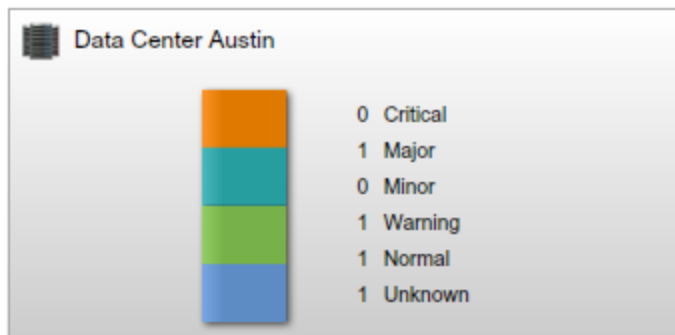 Data Center Austin
0 Critical
1 Major
0 Minor
1 Warning
1 Normal
1 Unknown